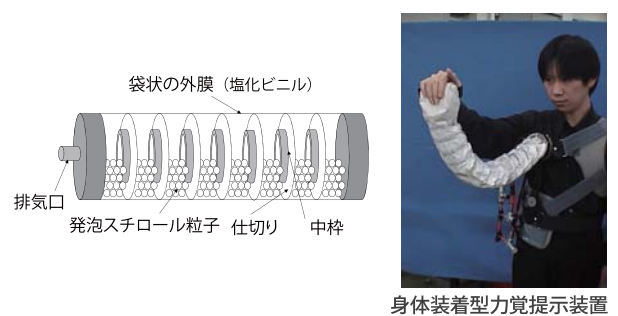 袋状の外膜（塩化ビニル）
排気口
発泡スチロール粒子
仕切り
中枠
身体装着型力覚提示装置